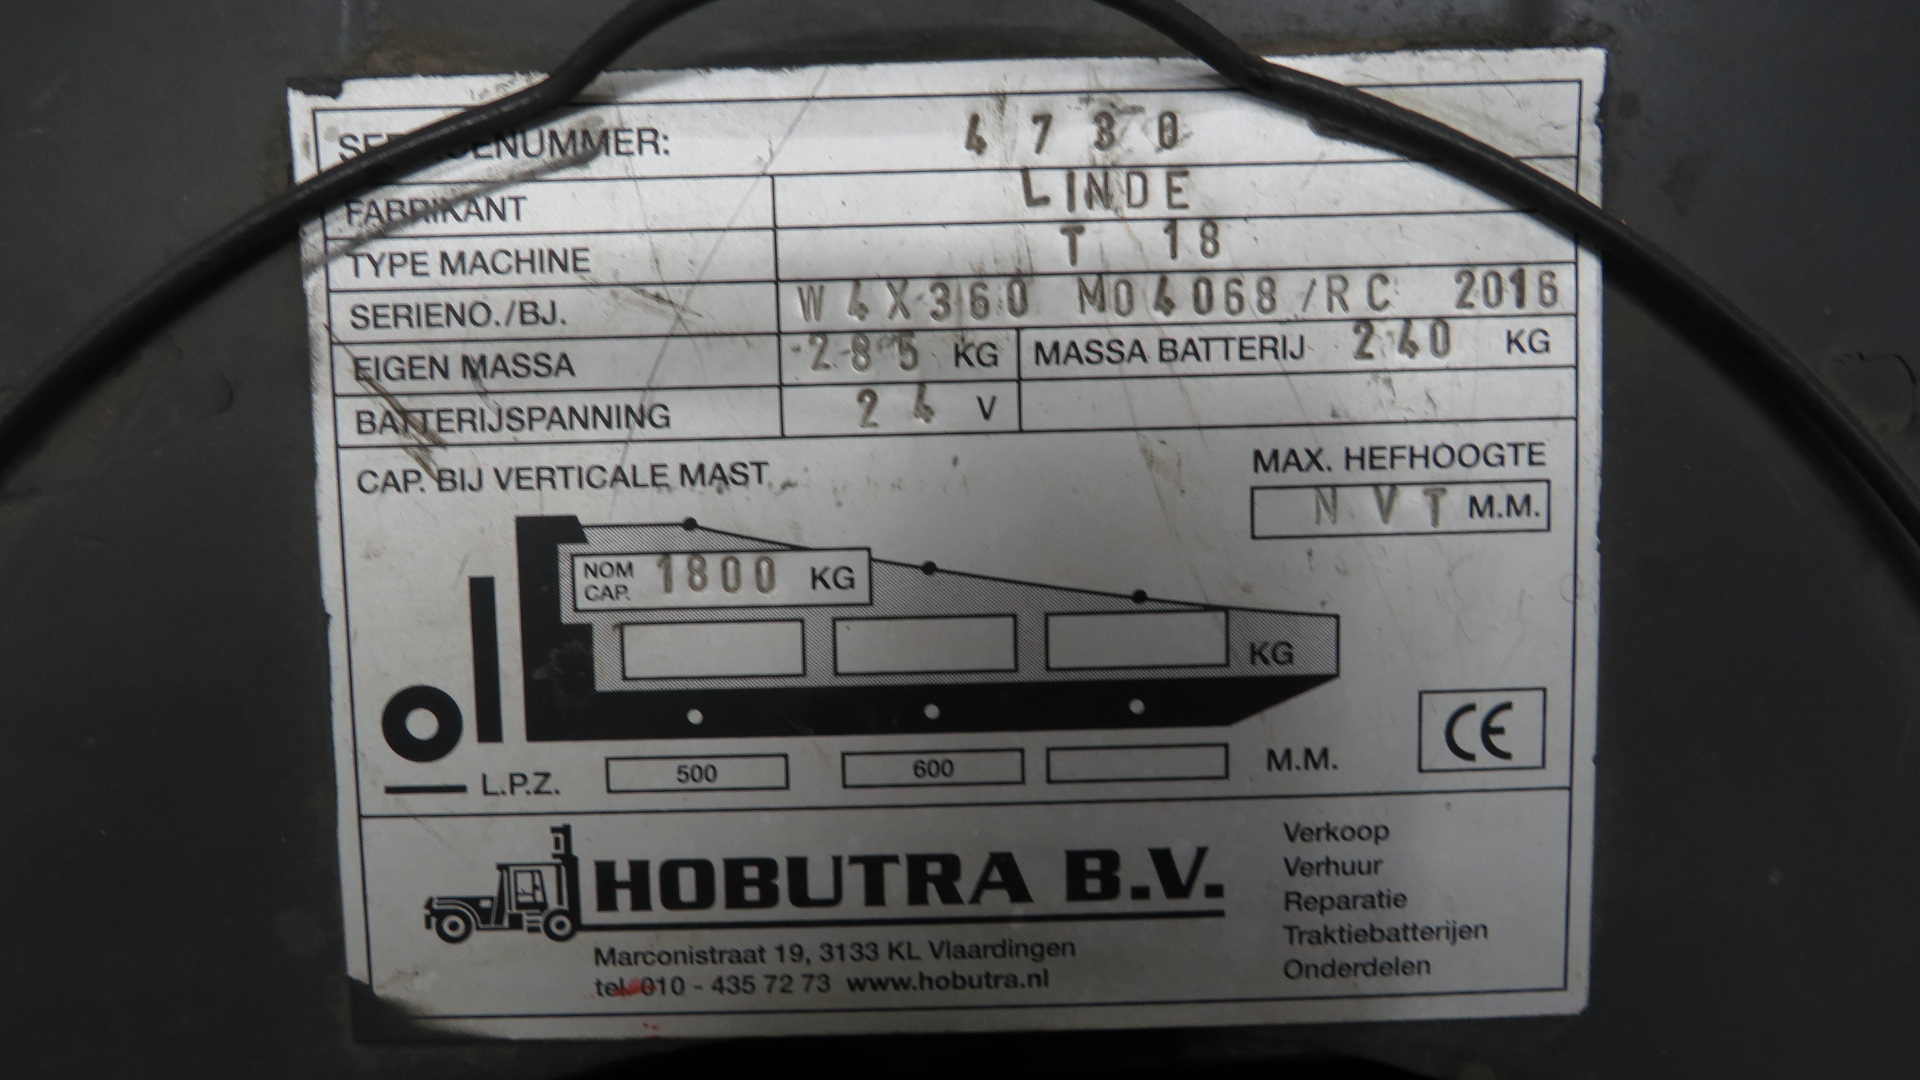 4730
FABRIKANT LINDE
TYPE MACHINE T 18
SERIENO./BJ. W4X360 M04068/RC 2016
EIGEN MASSA 285 KG MASSA BATTERIJ 240 KG
BATTERIJSPANNING 24 V
CAP. BIJ VERTICALE MAST MAX. HEFHOOGTE
NVT M.M.
NOM CAP. 1800 KG
KG
L.P.Z. 500 600 M.M.
CE
HOBUTRA B.V.
Marconistraat 19, 3133 KL Vlaardingen
tel. 010 - 435 72 73 www.hobutra.nl
Verkoop
Verhuur
Reparatie
Traktiebatterijen
Onderdelen